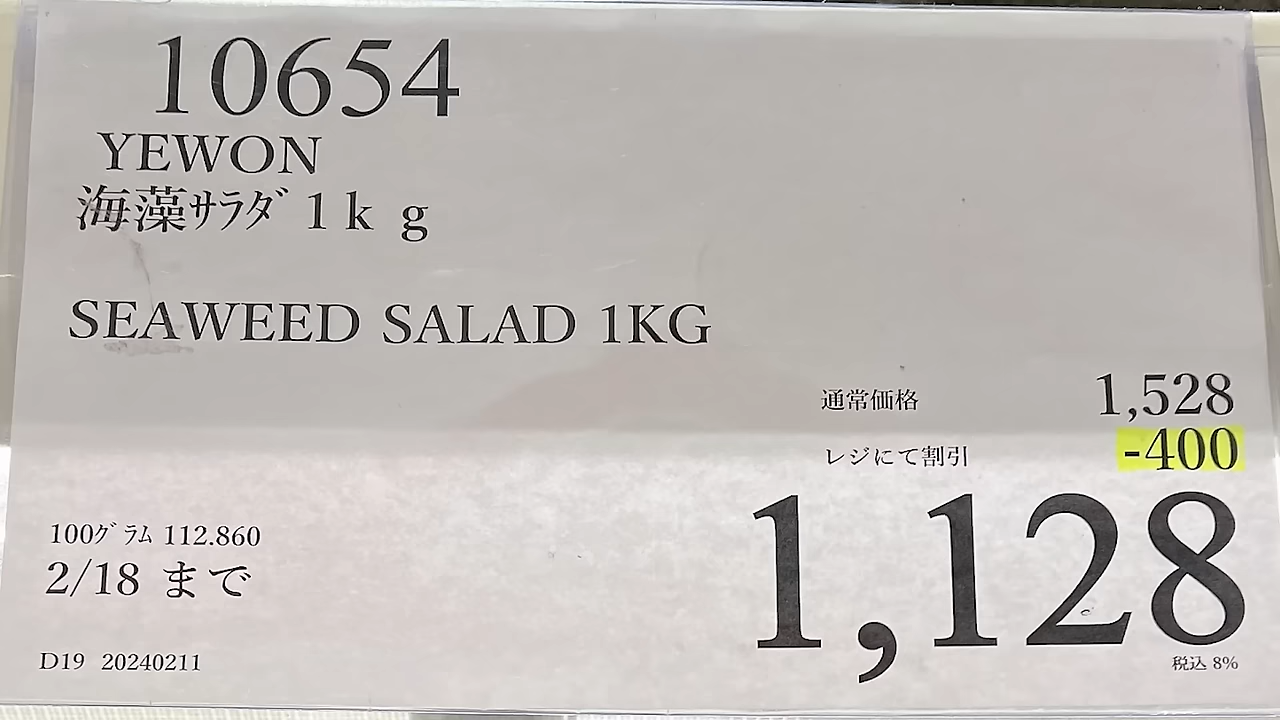 10654
YEWON
海藻ｻﾗﾀﾞ 1ｋｇ
SEAWEED SALAD 1KG
通常価格 1,528
レジにて割引 -400
1,128
100ｸﾞﾗﾑ 112.860
2/18 まで
税込 8%
D19 20240211